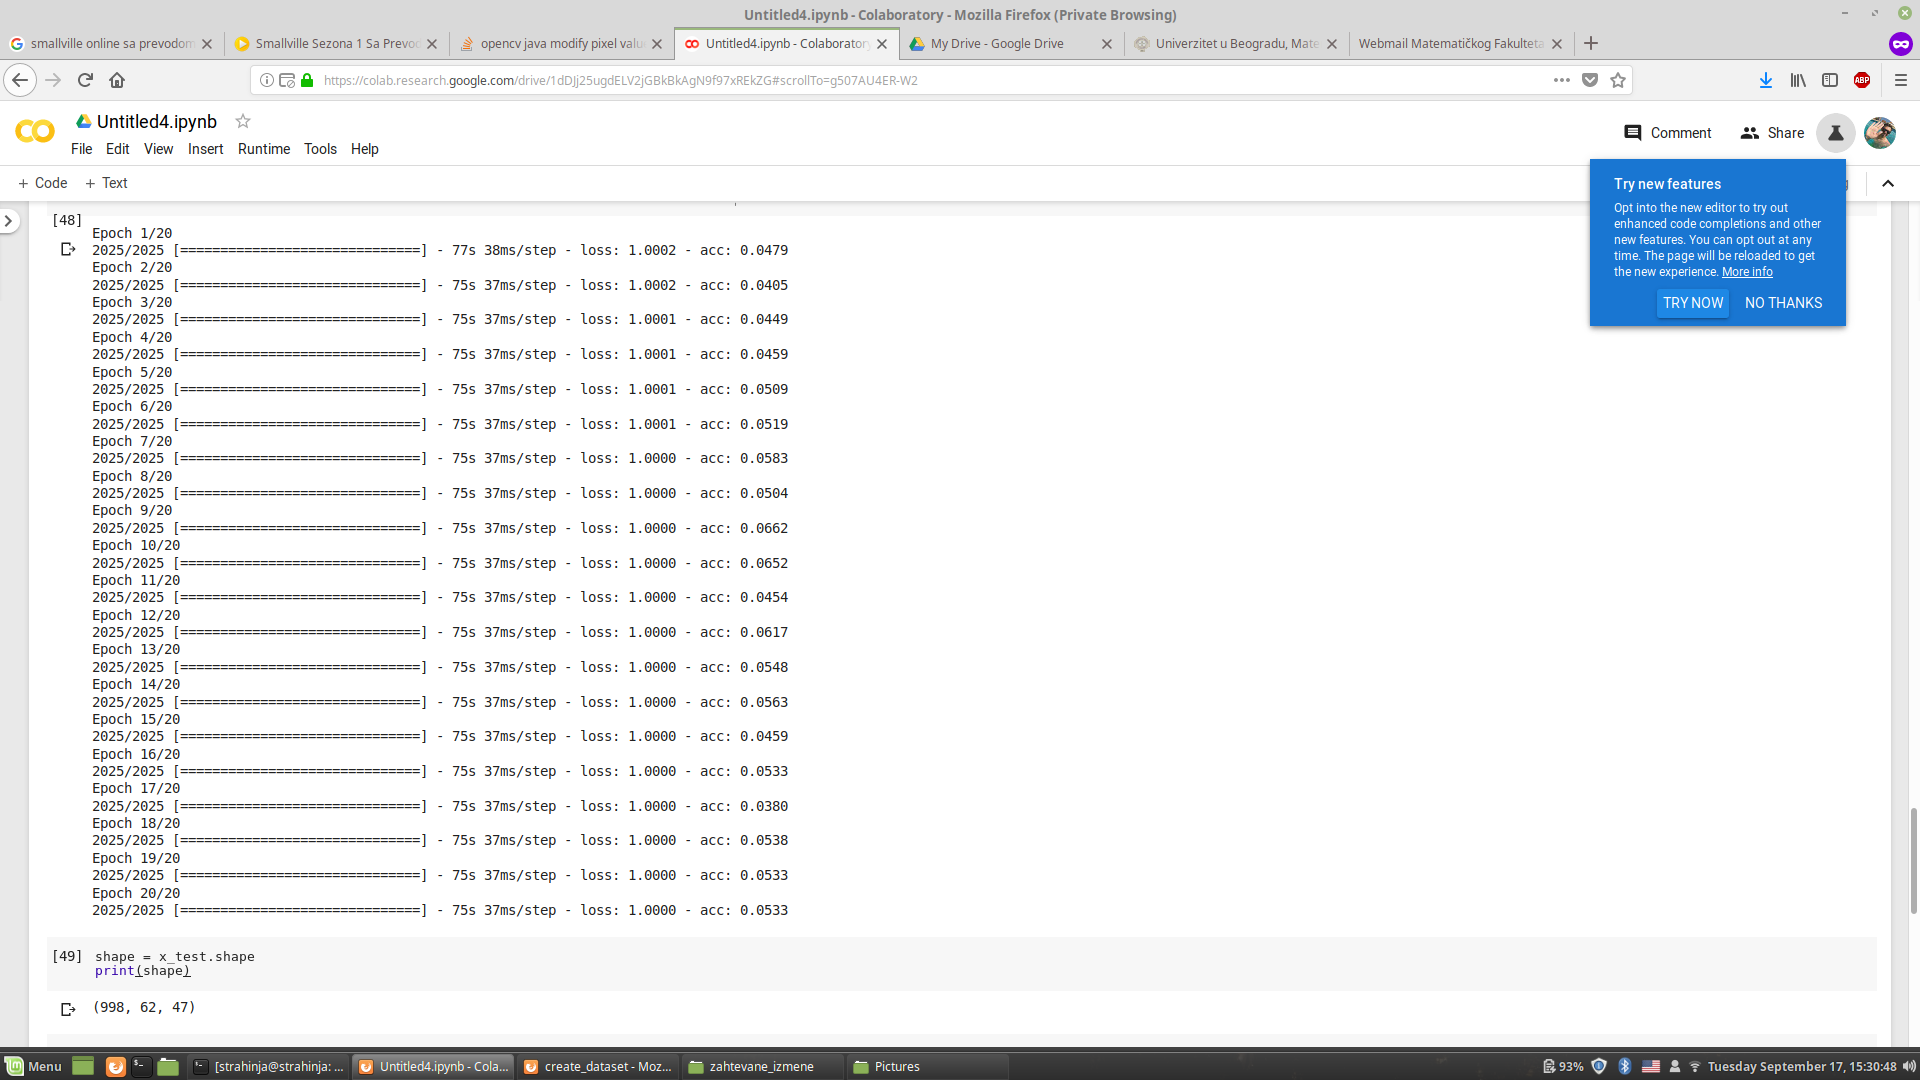 Untitled4.ipynb - Colaboratory - Mozilla Firefox (Private Browsing)
smallville online sa prevodom
Smallville Sezona 1 Sa Prevo
opencv java modify pixel valu
Untitled4.ipynb - Colaborator
My Drive - Google Drive
Univerzitet u Beogradu, Mate
Webmail Matematičkog Fakulteta
https://colab.research.google.com/drive/1dDJj25ugdELV2jGBkBkAgN9f97xREkZG#scrollTo=g507AU4ER-W2
ABP
Untitled4.ipynb
File Edit View Insert Runtime Tools Help
Comment
Share
+ Code + Text
Try new features
Opt into the new editor to try out
enhanced code completions and other
new features. You can opt out at any
time. The page will be reloaded to get
the new experience. More info
TRY NOW NO THANKS
[48]
Epoch 1/20
2025/2025 [==============================] - 77s 38ms/step - loss: 1.0002 - acc: 0.0479
Epoch 2/20
2025/2025 [==============================] - 75s 37ms/step - loss: 1.0002 - acc: 0.0405
Epoch 3/20
2025/2025 [==============================] - 75s 37ms/step - loss: 1.0001 - acc: 0.0449
Epoch 4/20
2025/2025 [==============================] - 75s 37ms/step - loss: 1.0001 - acc: 0.0459
Epoch 5/20
2025/2025 [==============================] - 75s 37ms/step - loss: 1.0001 - acc: 0.0509
Epoch 6/20
2025/2025 [==============================] - 75s 37ms/step - loss: 1.0001 - acc: 0.0519
Epoch 7/20
2025/2025 [==============================] - 75s 37ms/step - loss: 1.0000 - acc: 0.0583
Epoch 8/20
2025/2025 [==============================] - 75s 37ms/step - loss: 1.0000 - acc: 0.0504
Epoch 9/20
2025/2025 [==============================] - 75s 37ms/step - loss: 1.0000 - acc: 0.0662
Epoch 10/20
2025/2025 [==============================] - 75s 37ms/step - loss: 1.0000 - acc: 0.0652
Epoch 11/20
2025/2025 [==============================] - 75s 37ms/step - loss: 1.0000 - acc: 0.0454
Epoch 12/20
2025/2025 [==============================] - 75s 37ms/step - loss: 1.0000 - acc: 0.0617
Epoch 13/20
2025/2025 [==============================] - 75s 37ms/step - loss: 1.0000 - acc: 0.0548
Epoch 14/20
2025/2025 [==============================] - 75s 37ms/step - loss: 1.0000 - acc: 0.0563
Epoch 15/20
2025/2025 [==============================] - 75s 37ms/step - loss: 1.0000 - acc: 0.0459
Epoch 16/20
2025/2025 [==============================] - 75s 37ms/step - loss: 1.0000 - acc: 0.0533
Epoch 17/20
2025/2025 [==============================] - 75s 37ms/step - loss: 1.0000 - acc: 0.0380
Epoch 18/20
2025/2025 [==============================] - 75s 37ms/step - loss: 1.0000 - acc: 0.0538
Epoch 19/20
2025/2025 [==============================] - 75s 37ms/step - loss: 1.0000 - acc: 0.0533
Epoch 20/20
2025/2025 [==============================] - 75s 37ms/step - loss: 1.0000 - acc: 0.0533
[49] shape = x_test.shape
print(shape)
(998, 62, 47)
Menu
[strahinja@strahinja: ...
Untitled4.ipynb - Cola...
create_dataset - Moz...
zahtevane_izmene
Pictures
93%
Tuesday September 17, 15:30:48